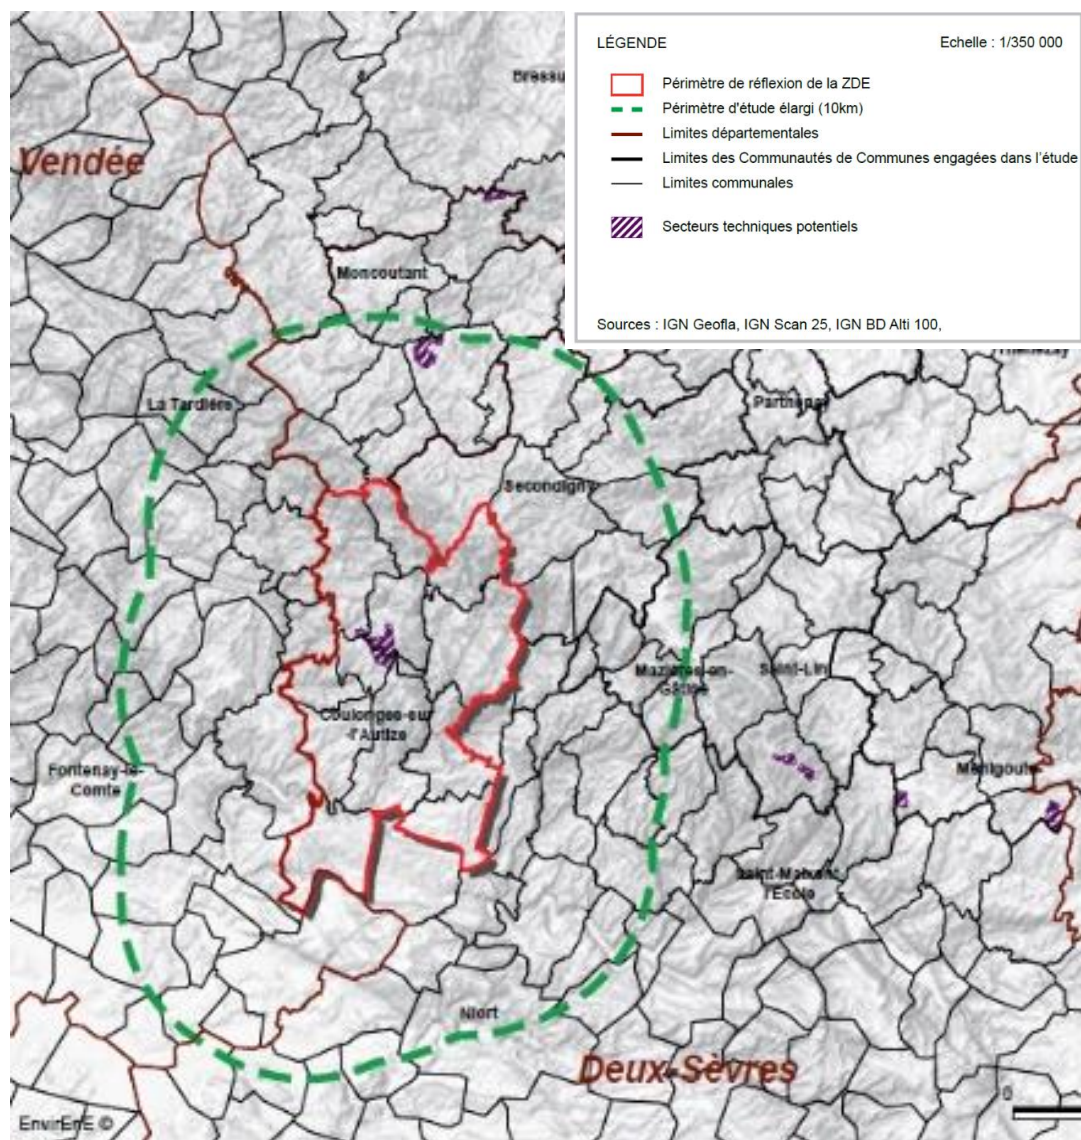 LÉGENDE
Echelle : 1/350 000
Périmètre de réflexion de la ZDE
Périmètre d'étude élargi (10km)
Limites départementales
Limites des Communautés de Communes engagées dans l'étude
Limites communales
Secteurs techniques potentiels
Sources : IGN Geofla, IGN Scan 25, IGN BD Alti 100,
Bressu
Vendée
Moncoutant
La Tardière
Parthenay
Secondigny
Mazières-en-
Gâtine
Saint-Lin
Coulonges-sur
-l'Autize
Fontenay-le-
Comte
Ménigoute
Saint-Maixent
l'Ecole
Niort
Deux-Sèvres
0
EnvirEnE ©